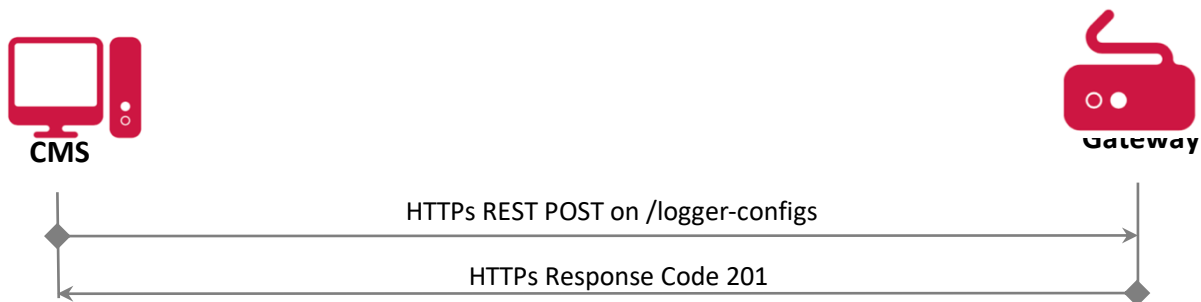 CMS
Gateway
HTTPs REST POST on /logger-configs
HTTPs Response Code 201